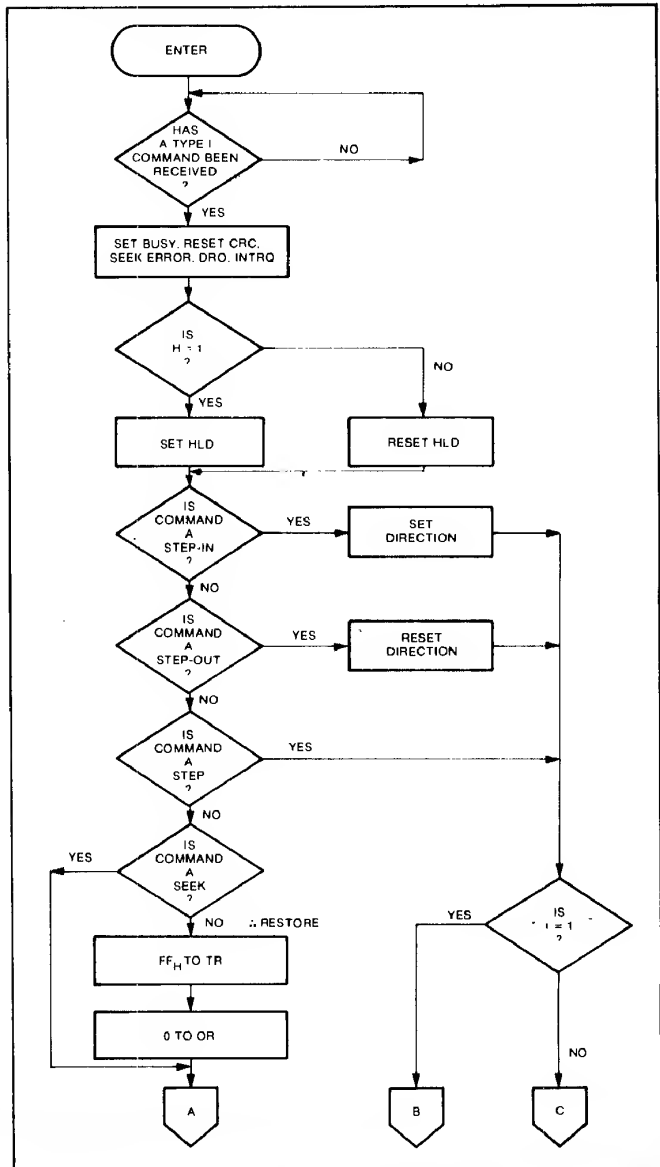 ENTER
HAS
A TYPE I
COMMAND BEEN
RECEIVED
?
NO
YES
SET BUSY, RESET CRC,
SEEK ERROR, DRO, INTRQ
IS
H = 1
?
NO
YES
SET HLD
RESET HLD
IS
COMMAND
A
STEP-IN
?
YES
SET
DIRECTION
NO
IS
COMMAND
A
STEP-OUT
?
YES
RESET
DIRECTION
NO
IS
COMMAND
A
STEP
?
YES
NO
IS
COMMAND
A
SEEK
?
YES
NO ∴ RESTORE
FFH TO TR
0 TO OR
A
IS
= 1
?
YES
NO
B
C